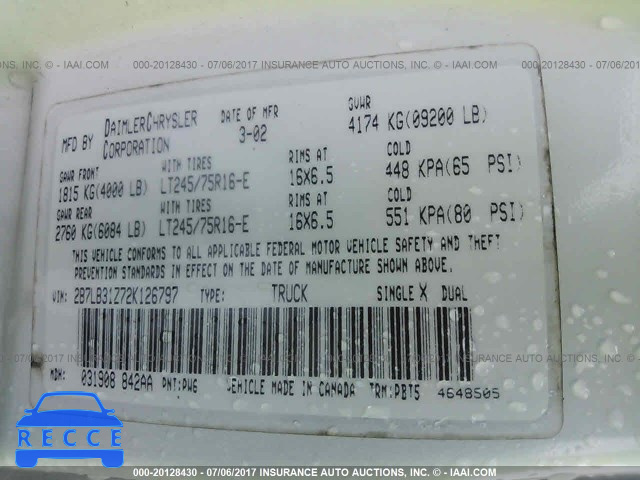 000-20128430 - 07/06/2017 - INSURANCE AUTO AUCTIONS, INC. - © - IAAI.COM
MFD BY DAIMLERCHRYSLER CORPORATION
DATE OF MFR 3-02
GVWR 4174 KG(09200 LB)
GAWR FRONT WITH TIRES RIMS AT COLD
1815 KG(4000 LB) LT245/75R16-E 16X6.5 448 KPA(65 PSI)
GAWR REAR WITH TIRES RIMS AT COLD
2760 KG(6084 LB) LT245/75R16-E 16X6.5 551 KPA(80 PSI)
THIS VEHICLE CONFORMS TO ALL APPLICABLE FEDERAL MOTOR VEHICLE SAFETY AND THEFT
PREVENTION STANDARDS IN EFFECT ON THE DATE OF MANUFACTURE SHOWN ABOVE.
VIN: 2B7LB31Z72K126797 TYPE: TRUCK SINGLE X DUAL
MDH: 031908 842AA PNT:PW6 VEHICLE MADE IN CANADA TRM:PBT5 4648505
RECCE
000-20128430 - 07/06/2017 - INSURANCE AUTO AUCTIONS, INC. - © - IAAI.COM